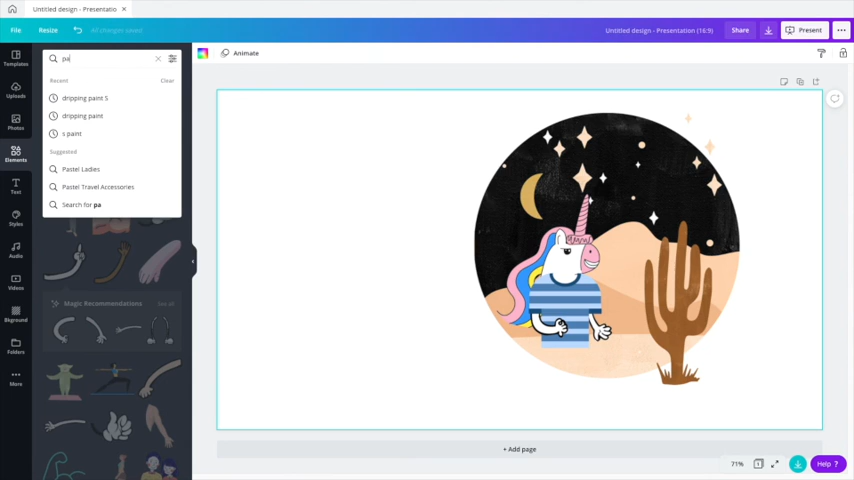 Untitled design - Presentatio
File
Resize
All changes saved
Untitled design - Presentation (16:9)
Share
Present
Templates
Uploads
Photos
Elements
Text
Styles
Audio
Videos
Bkground
Folders
More
pa
Recent
Clear
dripping paint S
dripping paint
s paint
Suggested
Pastel Ladies
Pastel Travel Accessories
Search for pa
Magic Recommendations
See all
Animate
+ Add page
71%
1
Help ?